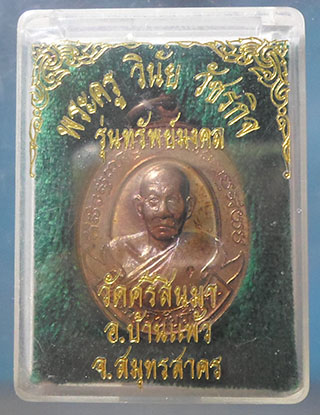 พระครู วินัย วัชรกิจ
รุ่นทรัพย์มงคล
วัดศรีสินมา
อ.บ้านแพ้ว
จ.สมุทรสาคร